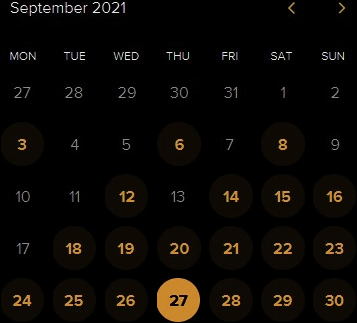 September 2021
MON TUE WED THU FRI SAT SUN
27 28 29 30 31 1 2
3 4 5 6 7 8 9
10 11 12 13 14 15 16
17 18 19 20 21 22 23
24 25 26 27 28 29 30